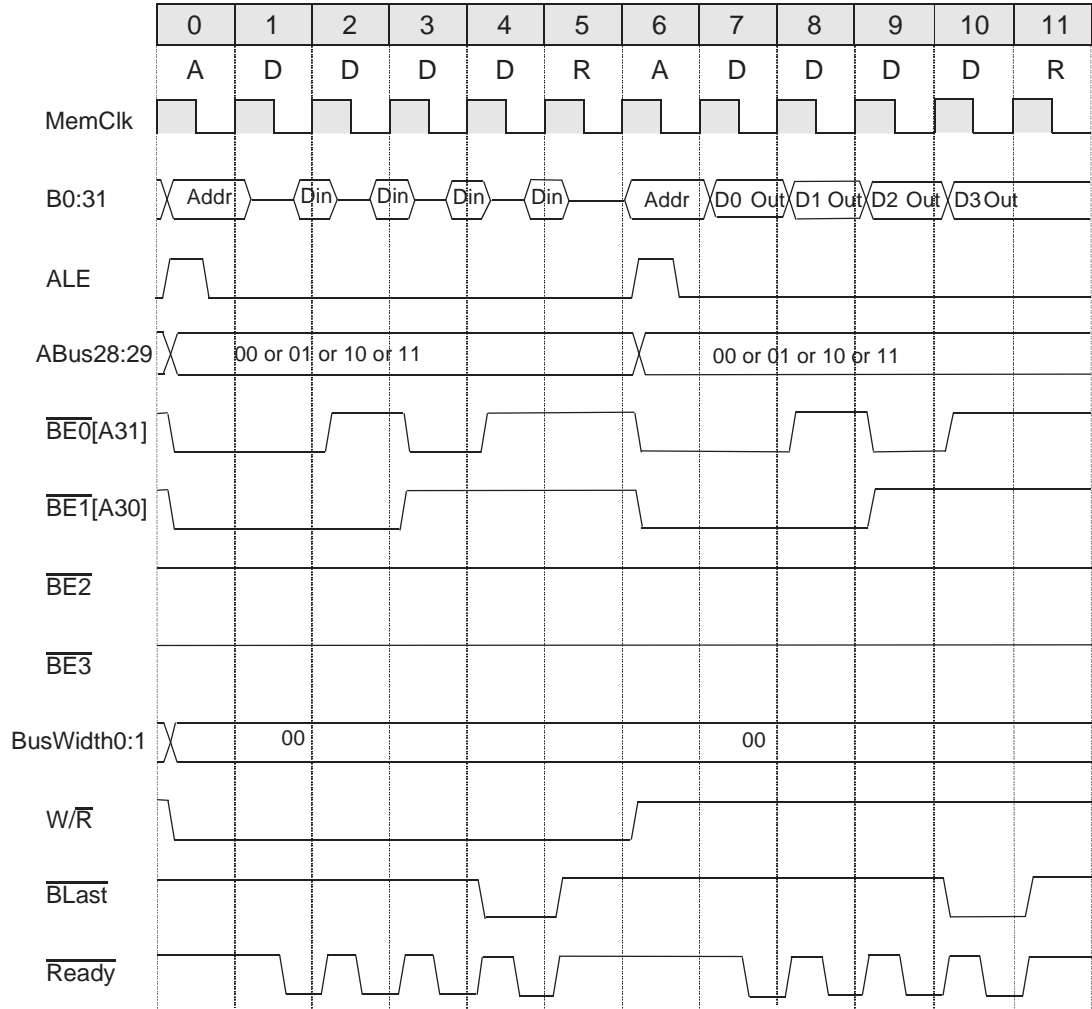 0 1 2 3 4 5 6 7 8 9 10 11
A D D D D R A D D D D R
MemClk
B0:31 Addr Din Din Din Din Addr D0 Out D1 Out D2 Out D3 Out
ALE
ABus28:29 00 or 01 or 10 or 11 00 or 01 or 10 or 11
BE0[A31]
BE1[A30]
BE2
BE3
BusWidth0:1 00 00
W/R
BLast
Ready